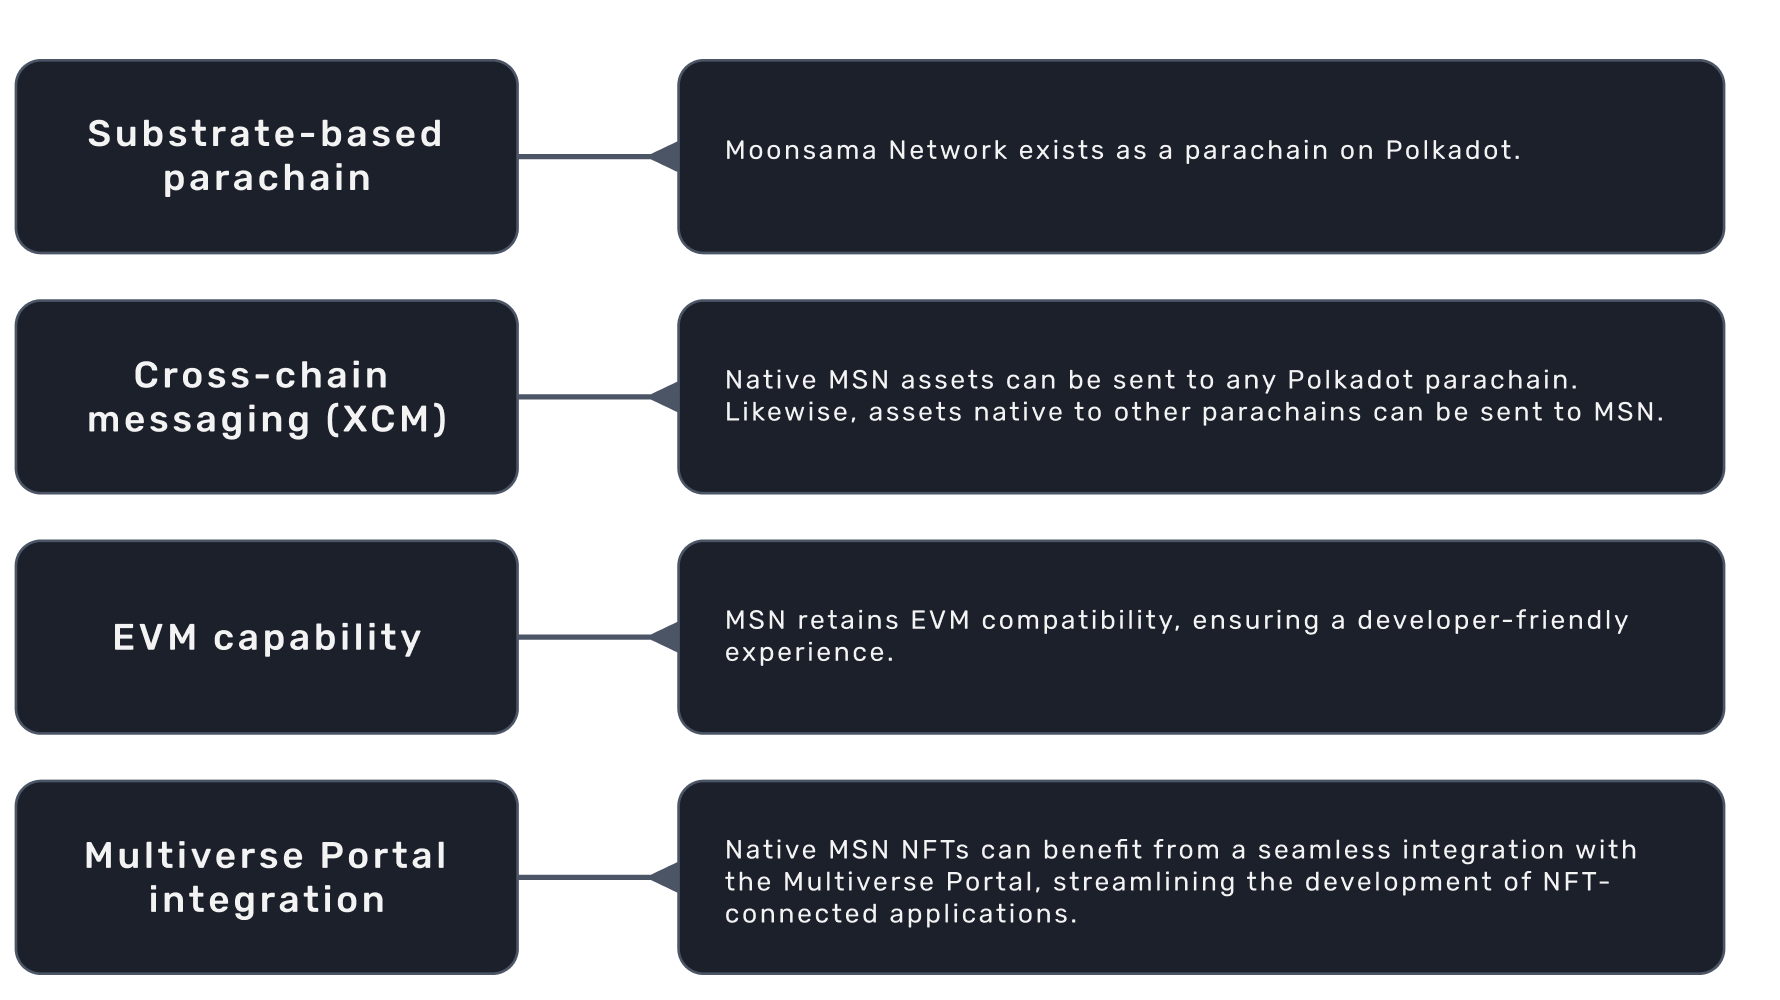 Substrate-based
parachain
Moonsama Network exists as a parachain on Polkadot.
Cross-chain
messaging (XCM)
Native MSN assets can be sent to any Polkadot parachain.
Likewise, assets native to other parachains can be sent to MSN.
EVM capability
MSN retains EVM compatibility, ensuring a developer-friendly
experience.
Multiverse Portal
integration
Native MSN NFTs can benefit from a seamless integration with
the Multiverse Portal, streamlining the development of NFT-
connected applications.